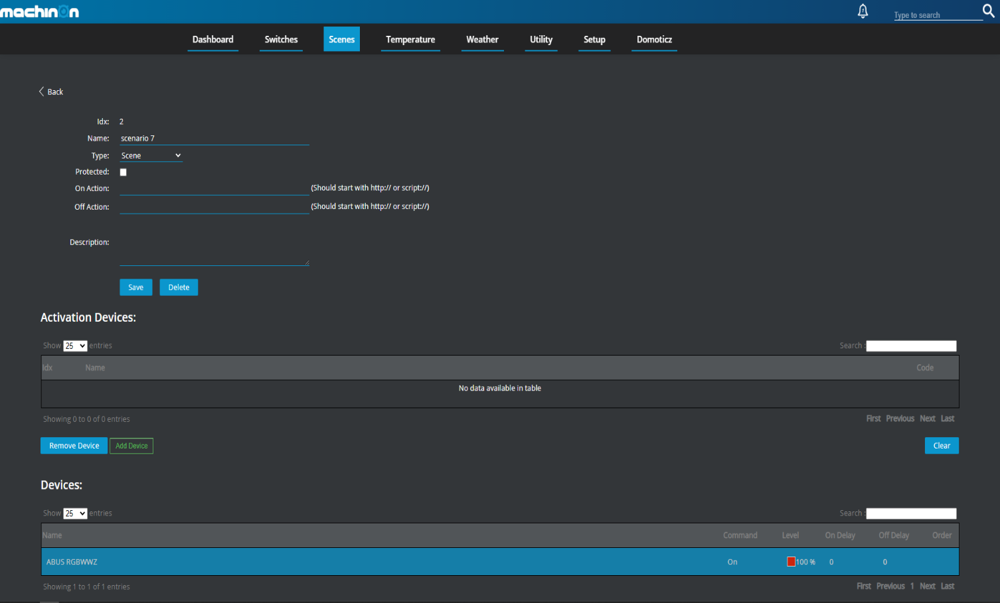 machinon
Type to search
Dashboard Switches Scenes Temperature Weather Utility Setup Domoticz
Back
Idx: 2
Name: scenario 7
Type: Scene
Protected:
On Action: (Should start with http:// or script://)
Off Action: (Should start with http:// or script://)
Description:
Save Delete
Activation Devices:
Show 25 entries Search :
Idx Name Code
No data available in table
Showing 0 to 0 of 0 entries First Previous Next Last
Remove Device Add Device Clear
Devices:
Show 25 entries Search :
Name Command Level On Delay Off Delay Order
ABUS RGBWWZ On 100 % 0 0
Showing 1 to 1 of 1 entries First Previous 1 Next Last